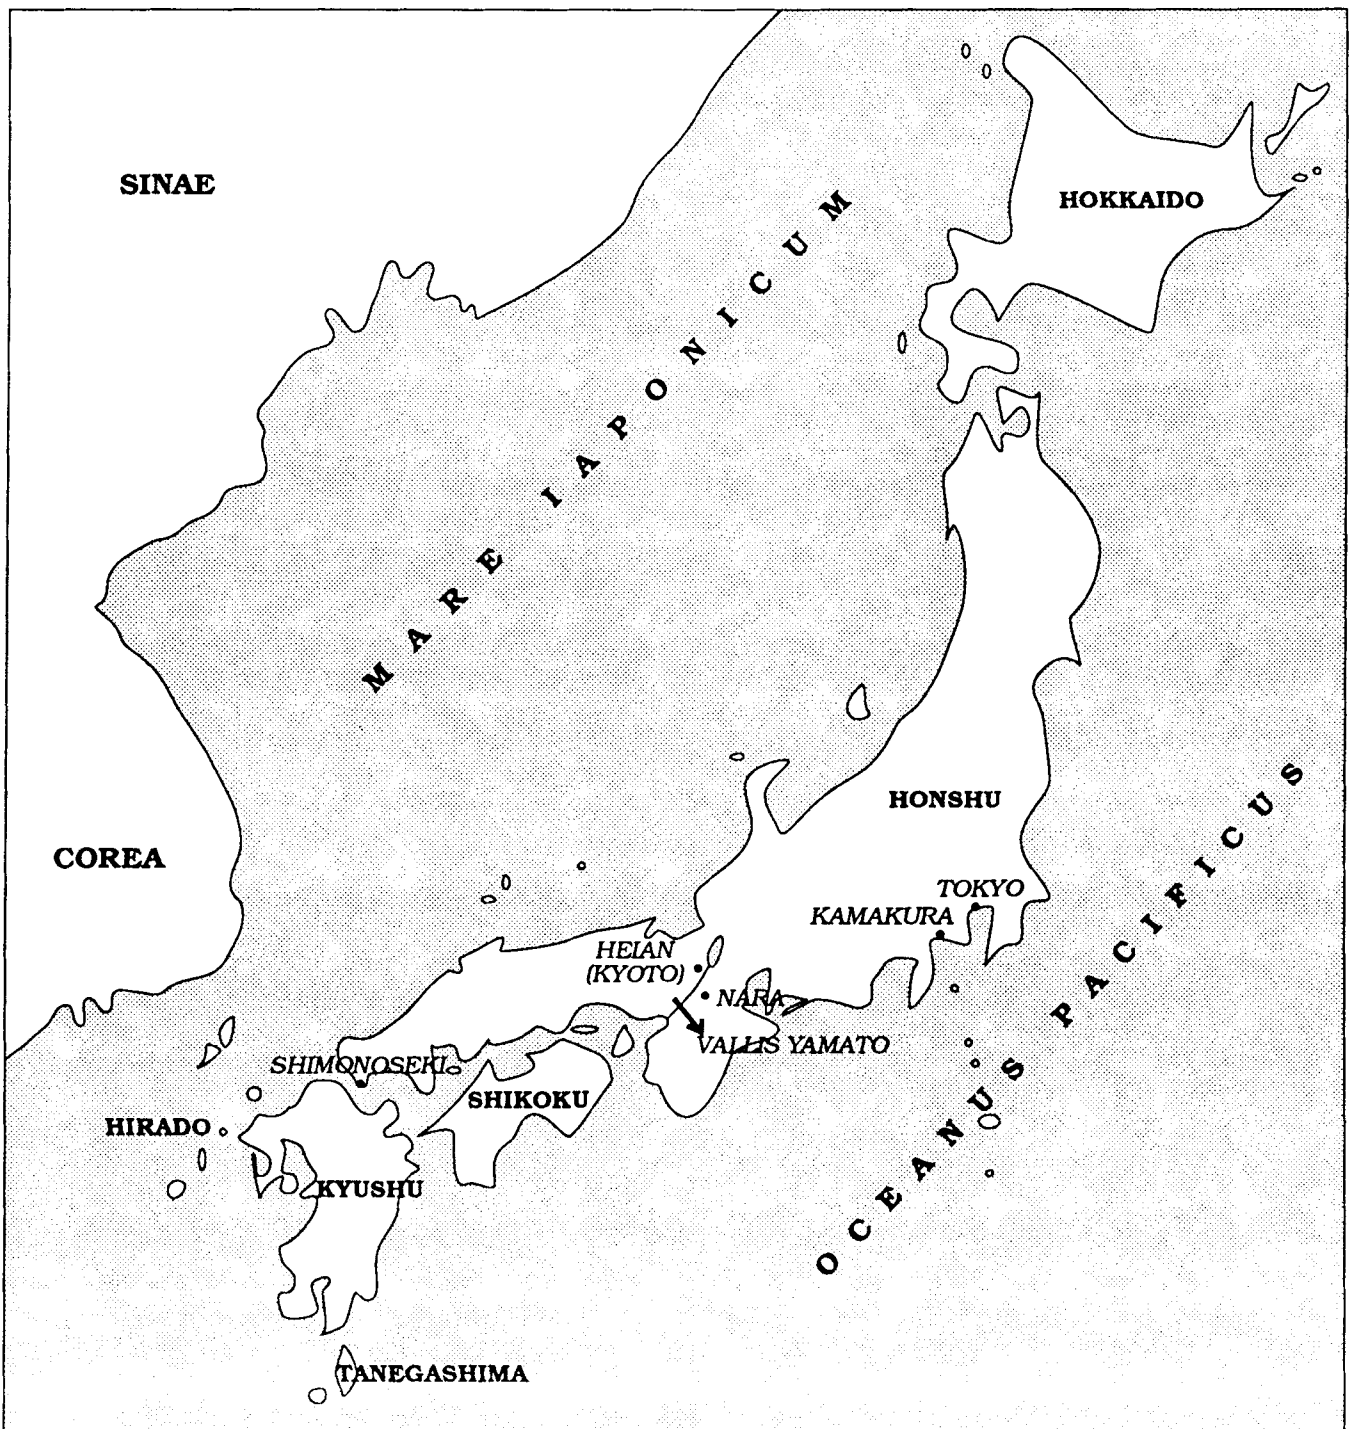 SINAE
HOKKAIDO
MARE IAPONICUM
HONSHU
COREA
TOKYO
KAMAKURA
HEIAN
(KYOTO)
NARA
VALLIS YAMATO
SHIMONOSEKI
SHIKOKU
HIRADO
KYUSHU
OCEANUS PACIFICUS
TANEGASHIMA